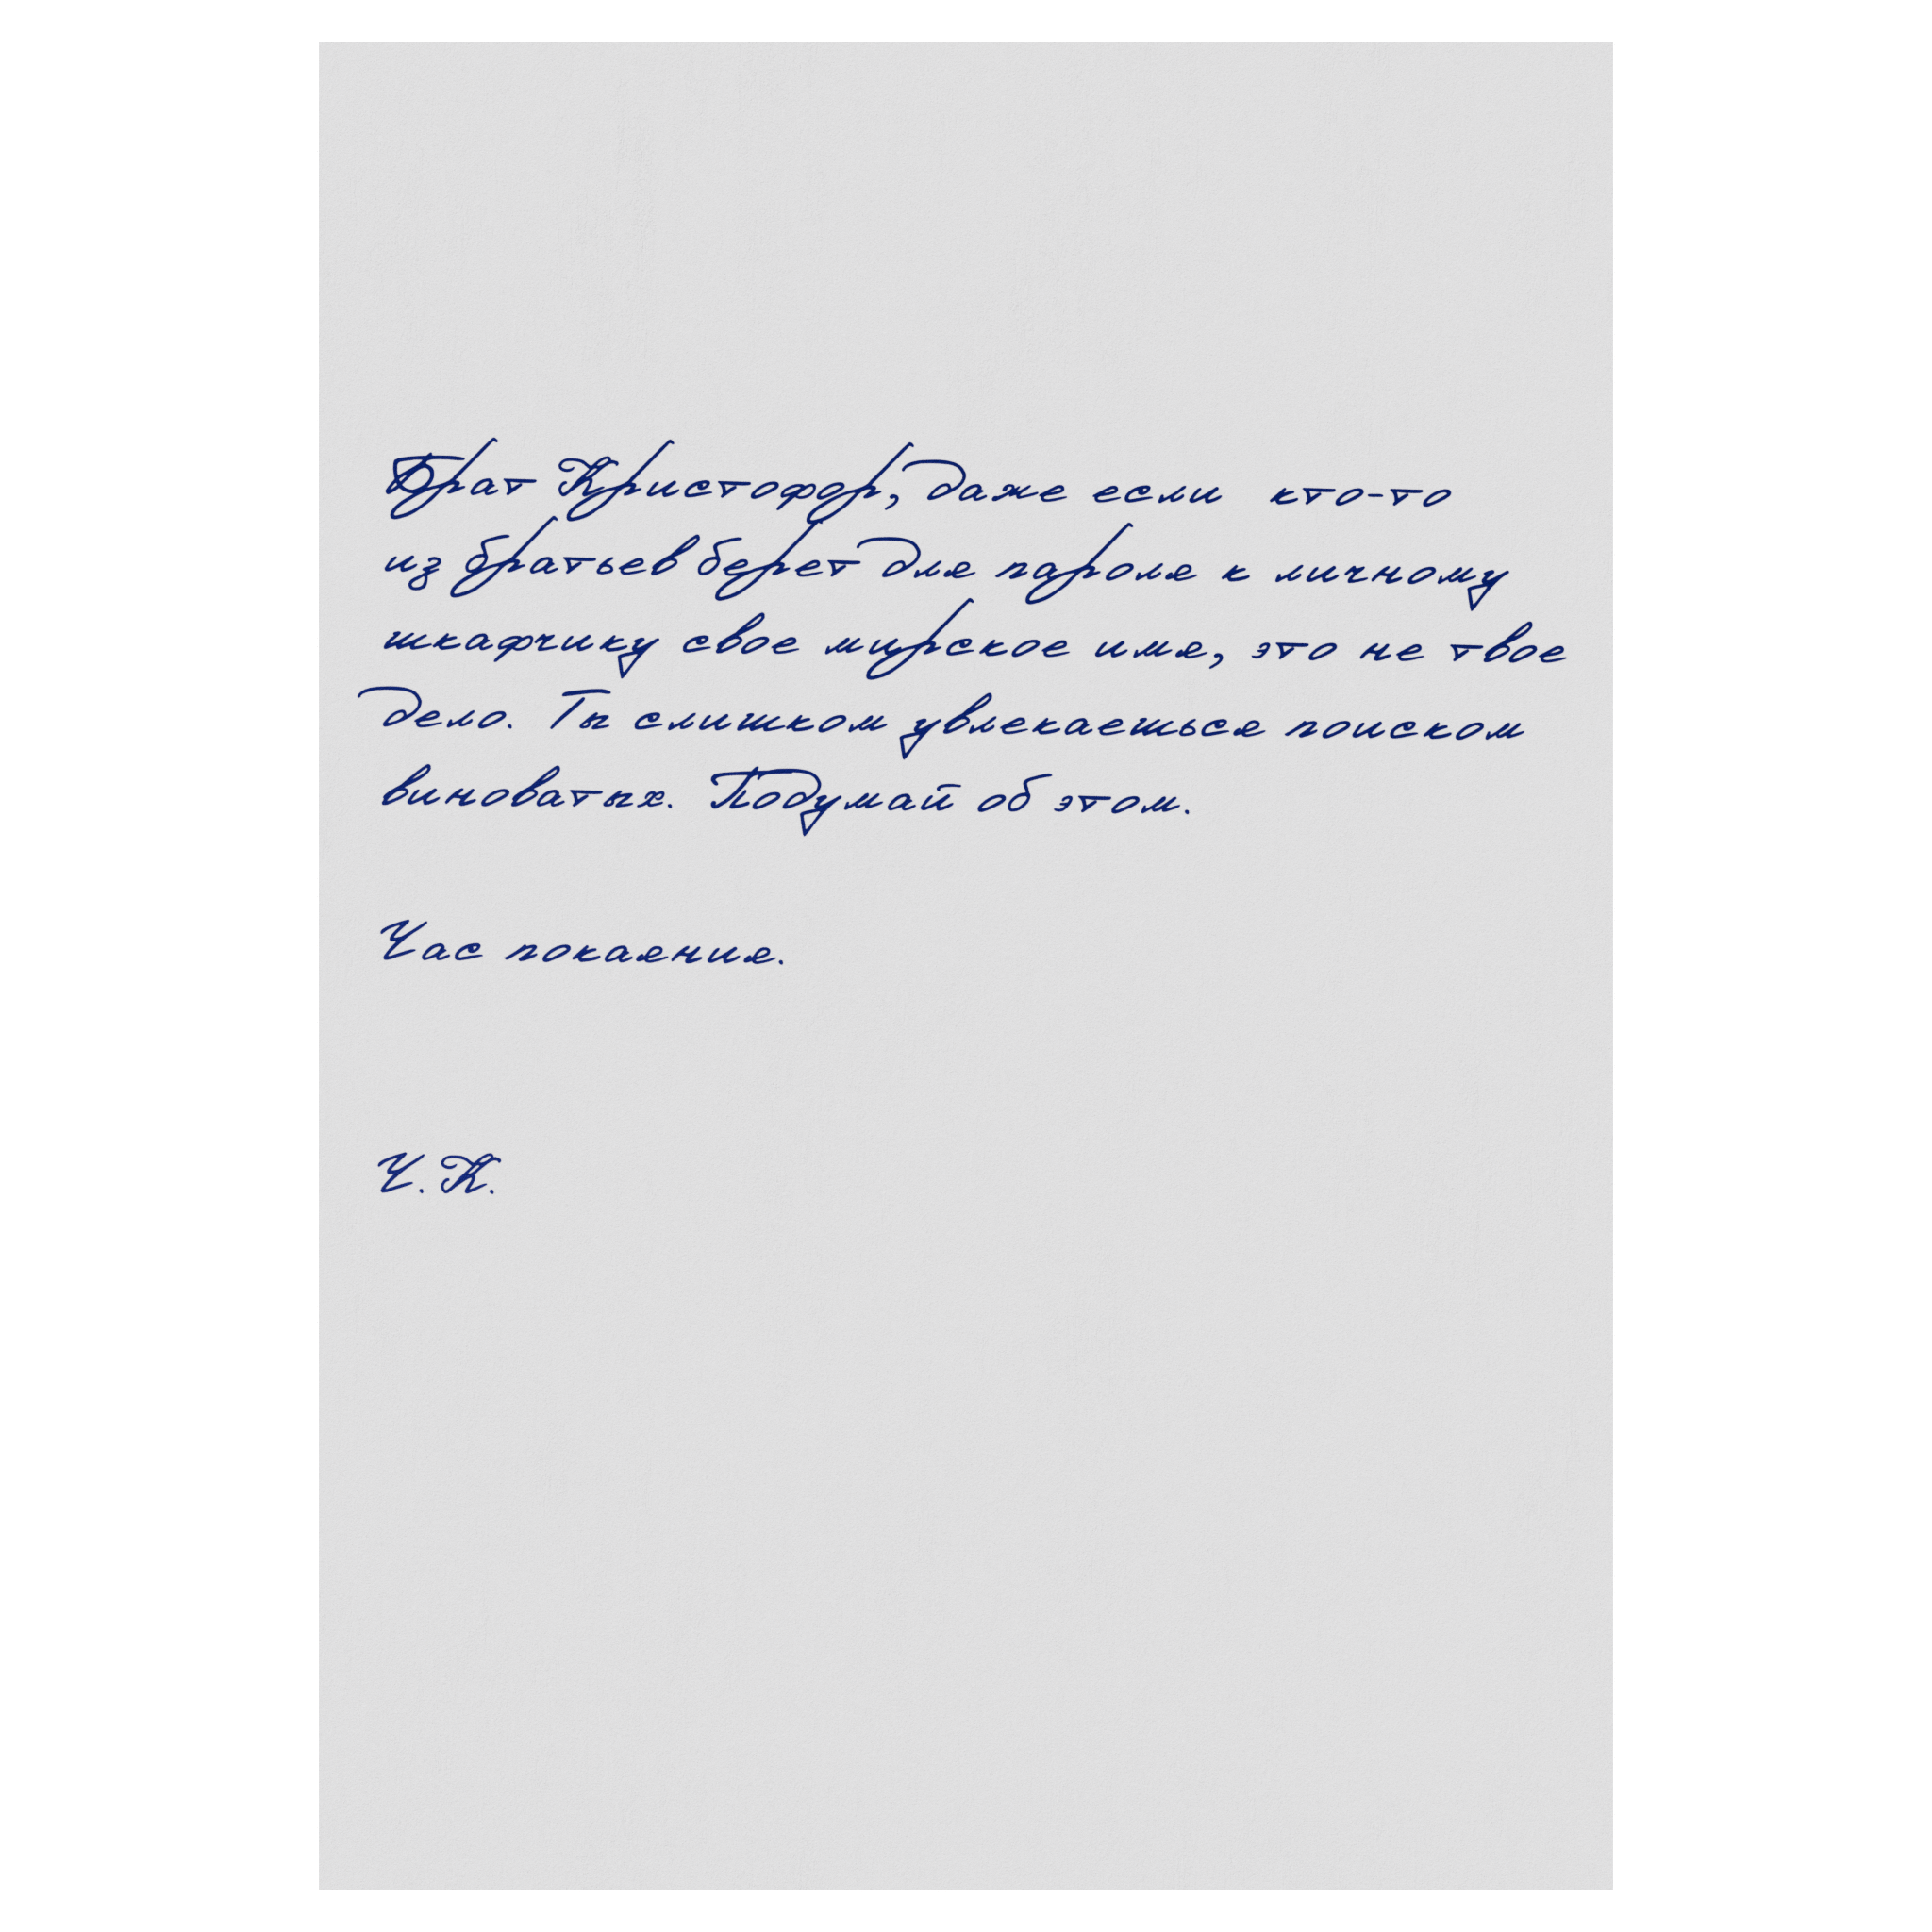 Брат Кристофор, даже если кто-то
из братьев берет для пароля к личному
шкафчику свое мирское имя, это не твое
дело. Ты слишком увлекаешься поиском
виноватых. Подумай об этом.
Час покаяния.
Ч. К.